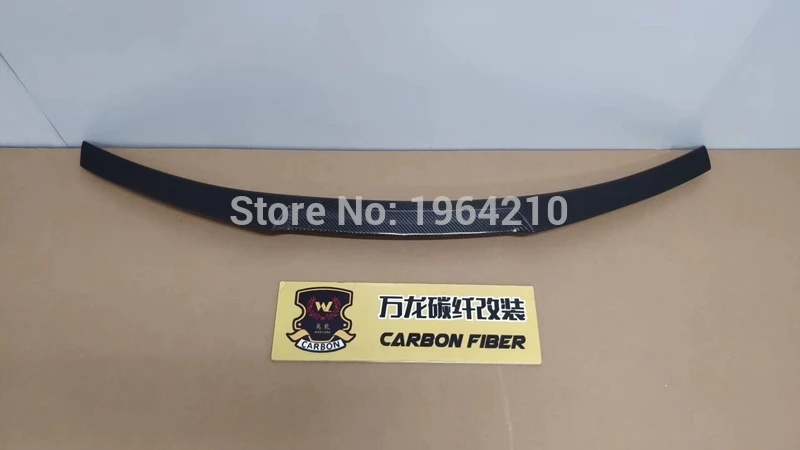 Store No: 1964210
万龙碳纤改装
CARBON FIBER
W
CARBON